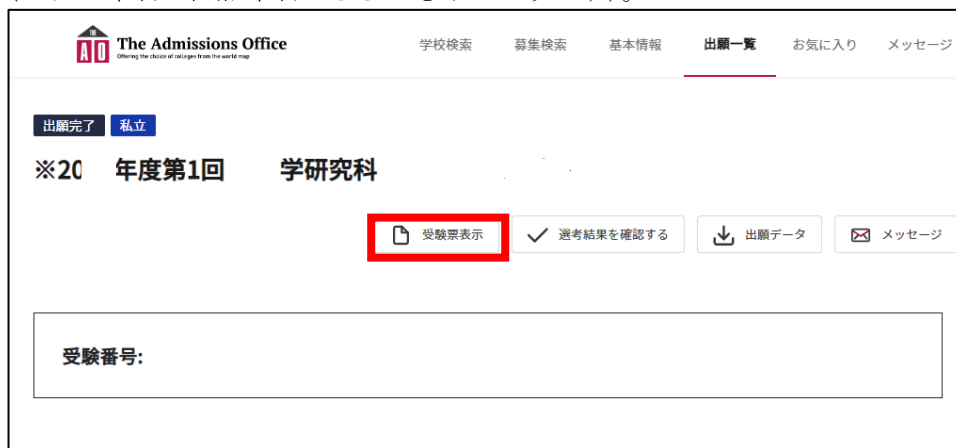 The Admissions Office
Offering the choice of colleges from the world map
学校検索 募集検索 基本情報 出願一覧 お気に入り メッセージ
出願完了 私立
※20 年度第1回 学研究科
受験票表示 選考結果を確認する 出願データ メッセージ
受験番号: